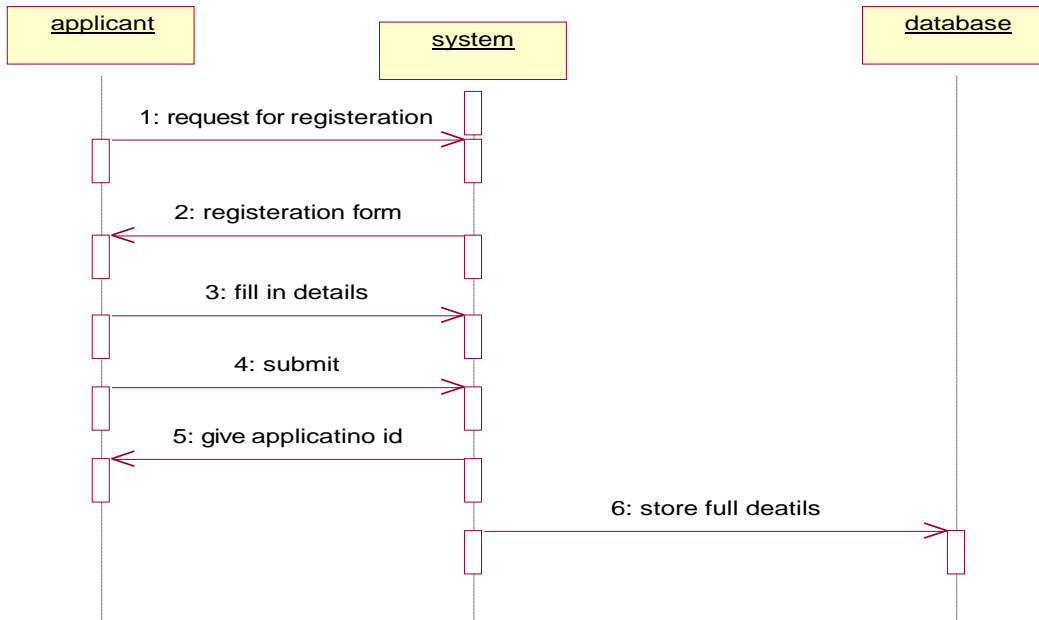 applicant
system
database
1: request for registeration
2: registeration form
3: fill in details
4: submit
5: give applicatino id
6: store full deatils